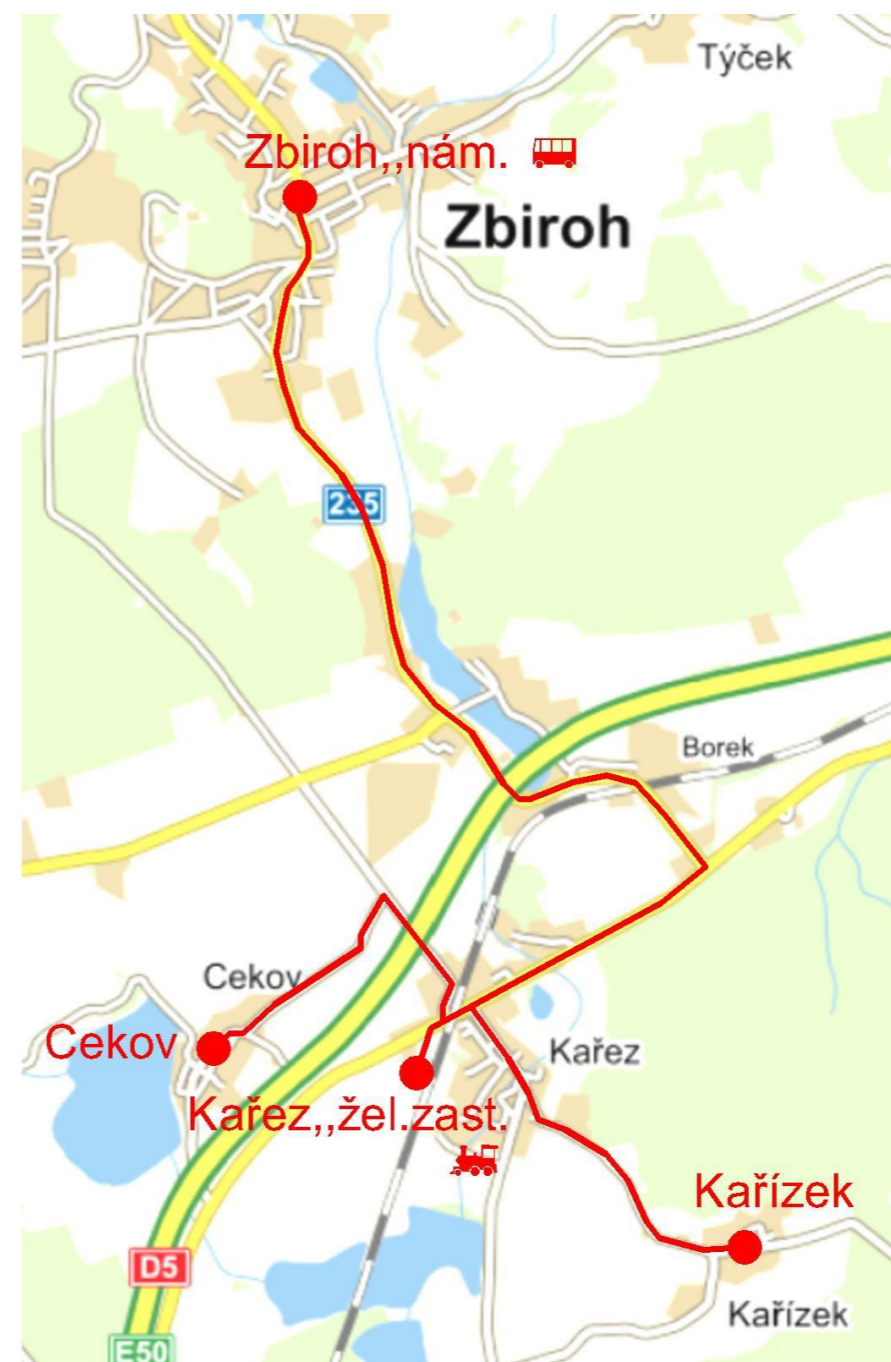 Týček
Zbiroh,,nám.
Zbiroh
235
Borek
Cekov
Cekov
Kařez
Kařez,,žel.zast.
Kařízek
D5
Kařízek
E50